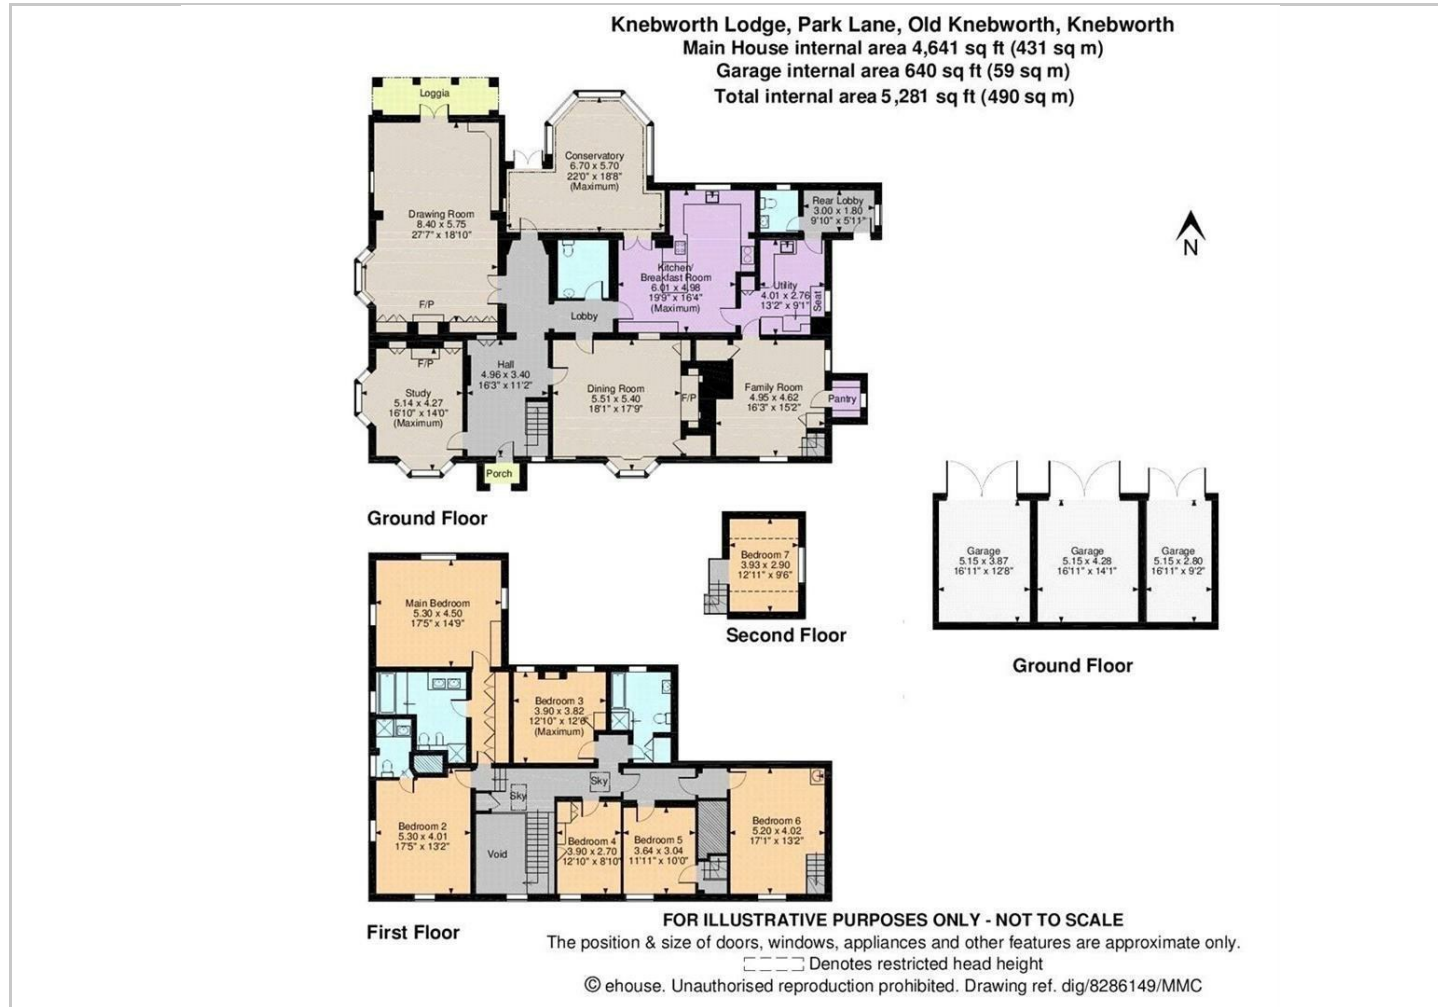 Knebworth Lodge, Park Lane, Old Knebworth, Knebworth
Main House internal area 4,641 sq ft (431 sq m)
Garage internal area 640 sq ft (59 sq m)
Total internal area 5,281 sq ft (490 sq m)
Loggia
Conservatory
6.70 x 5.70
22'0" x 18'8"
(Maximum)
Drawing Room
8.40 x 5.75
27'7" x 18'10"
F/P
Rear Lobby
3.00 x 1.80
9'10" x 5'11"
Kitchen/
Breakfast Room
6.01 x 4.98
19'9" x 16'4"
(Maximum)
Utility
4.01 x 2.76
13'2" x 9'1"
Seat
Lobby
N
F/P
Study
5.14 x 4.27
16'10" x 14'0"
(Maximum)
Hall
4.96 x 3.40
16'3" x 11'2"
Dining Room
5.51 x 5.40
18'1" x 17'9"
F/P
Family Room
4.95 x 4.62
16'3" x 15'2"
Pantry
Porch
Ground Floor
Bedroom 7
3.93 x 2.90
12'11" x 9'6"
Second Floor
Garage
5.15 x 3.87
16'11" x 12'8"
Garage
5.15 x 4.28
16'11" x 14'1"
Garage
5.15 x 2.80
16'11" x 9'2"
Ground Floor
Main Bedroom
5.30 x 4.50
17'5" x 14'9"
Bedroom 3
3.90 x 3.82
12'10" x 12'6"
(Maximum)
Sky
Sky
Bedroom 2
5.30 x 4.01
17'5" x 13'2"
Void
Bedroom 4
3.90 x 2.70
12'10" x 8'10"
Bedroom 5
3.64 x 3.04
11'11" x 10'0"
Bedroom 6
5.20 x 4.02
17'1" x 13'2"
First Floor
FOR ILLUSTRATIVE PURPOSES ONLY - NOT TO SCALE
The position & size of doors, windows, appliances and other features are approximate only.
Denotes restricted head height
© ehouse. Unauthorised reproduction prohibited. Drawing ref. dig/8286149/MMC